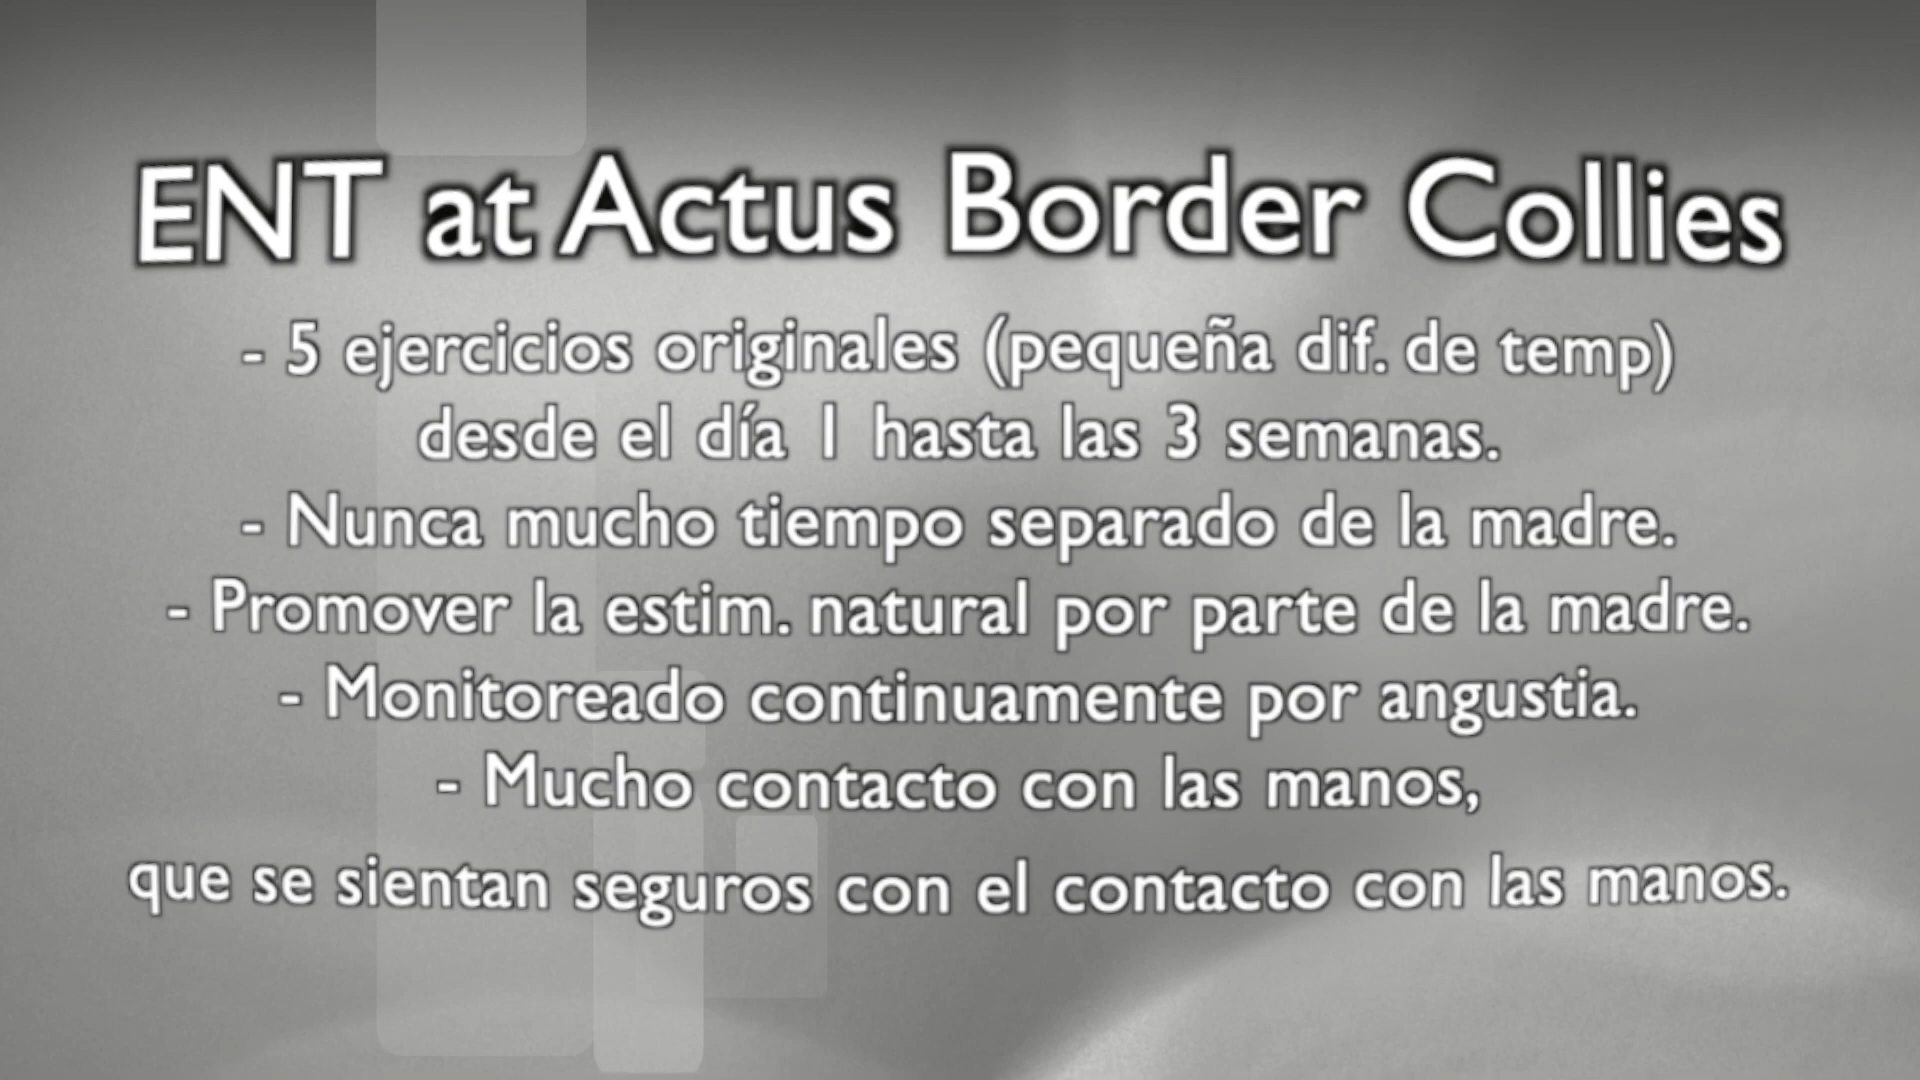 ENT at Actus Border Collies
- 5 ejercicios originales (pequeña dif. de temp)
desde el día 1 hasta las 3 semanas.
- Nunca mucho tiempo separado de la madre.
- Promover la estim. natural por parte de la madre.
- Monitoreado continuamente por angustia.
- Mucho contacto con las manos,
que se sientan seguros con el contacto con las manos.